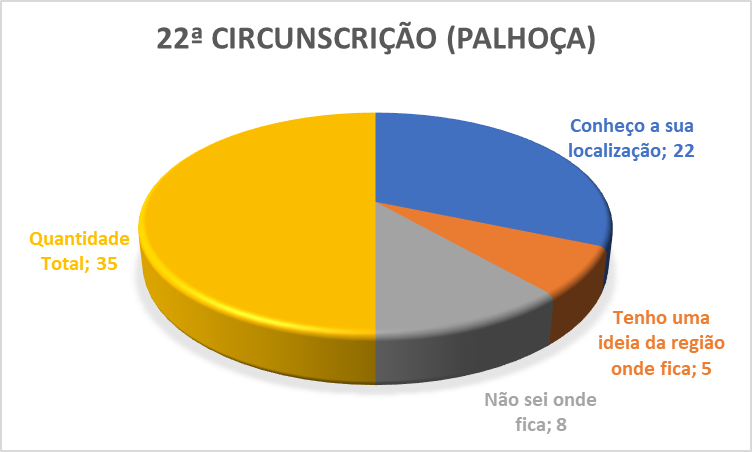 22ª CIRCUNSCRIÇÃO (PALHOÇA)
Conheço a sua
localização; 22
Quantidade
Total; 35
Tenho uma
ideia da região
onde fica; 5
Não sei onde
fica; 8